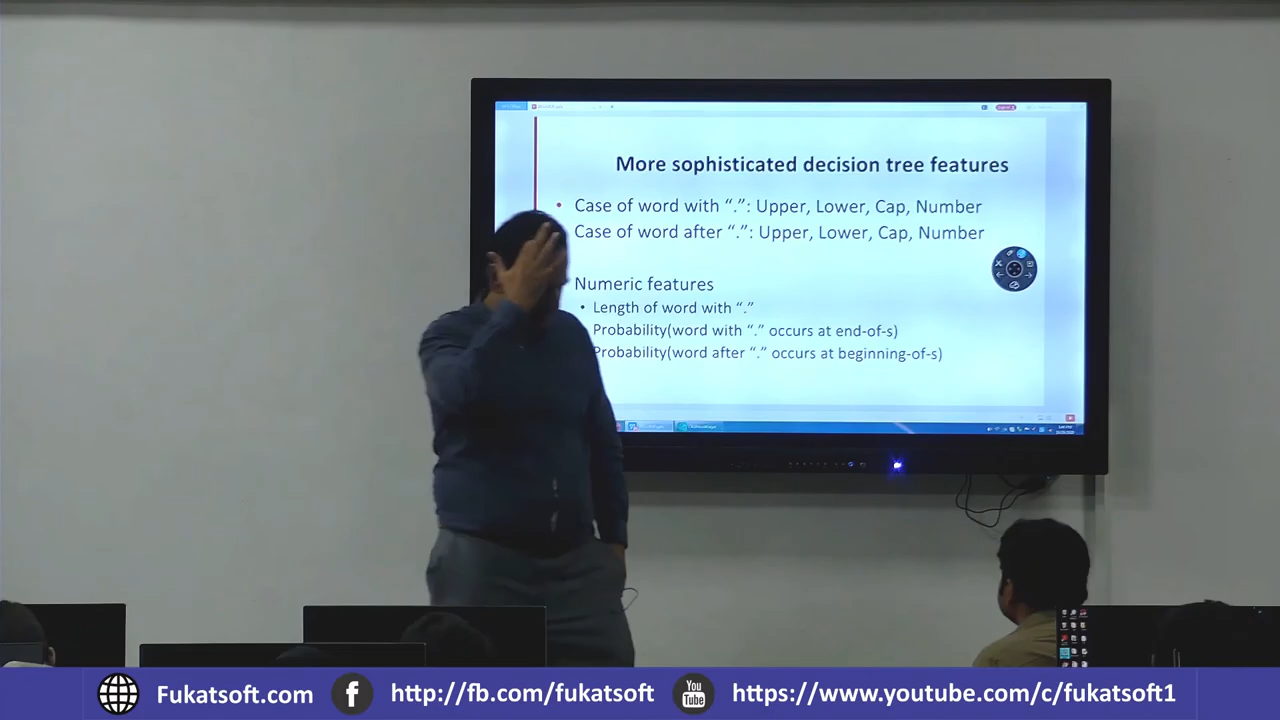 More sophisticated decision tree features
• Case of word with “.”: Upper, Lower, Cap, Number
Case of word after “.”: Upper, Lower, Cap, Number
Numeric features
• Length of word with “.”
Probability(word with “.” occurs at end-of-s)
Probability(word after “.” occurs at beginning-of-s)
Fukatsoft.com
http://fb.com/fukatsoft
You Tube
https://www.youtube.com/c/fukatsoft1